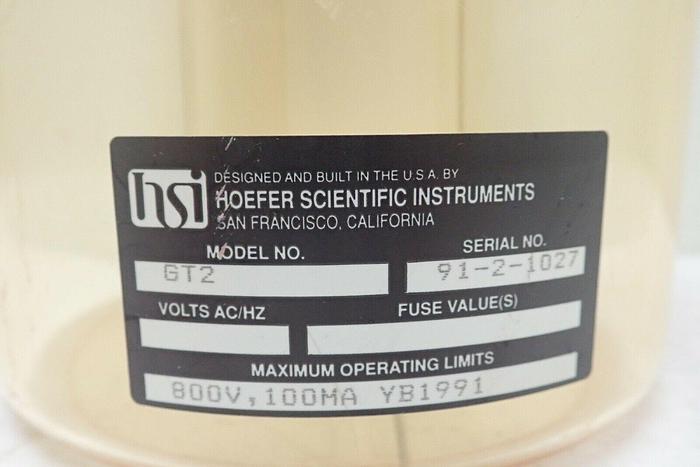 hsi
DESIGNED AND BUILT IN THE U.S.A. BY
HOEFER SCIENTIFIC INSTRUMENTS
SAN FRANCISCO, CALIFORNIA
MODEL NO. SERIAL NO.
GT2 91-2-1027
VOLTS AC/HZ FUSE VALUE(S)
MAXIMUM OPERATING LIMITS
800V, 100MA YB1991